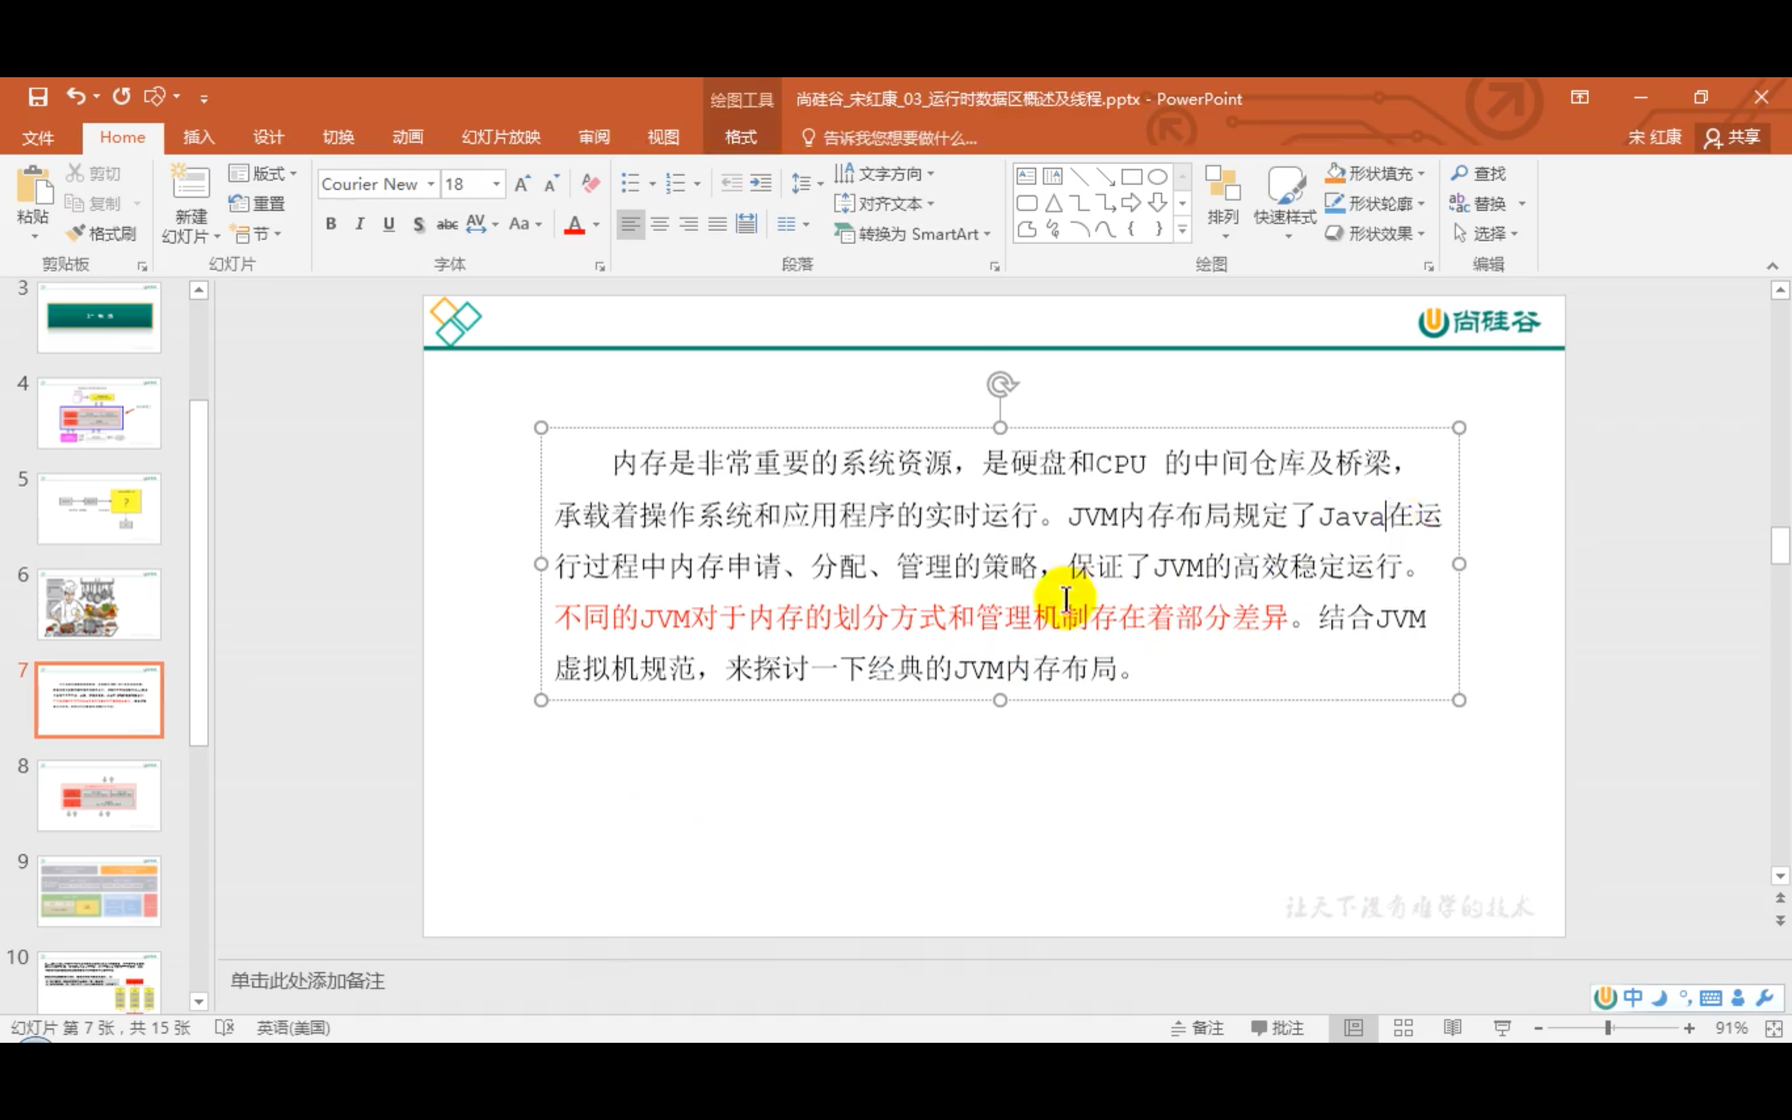 绘图工具
尚硅谷_宋红康_03_运行时数据区概述及线程.pptx - PowerPoint
文件 Home 插入 设计 切换 动画 幻灯片放映 审阅 视图 格式 告诉我您想要做什么... 宋 红康 共享
粘贴 剪切 复制 格式刷
新建 幻灯片 版式 重置 节
Courier New 18
B I U S abc AV Aa A
文字方向 对齐文本 转换为 SmartArt
排列 快速样式 形状填充 形状轮廓 形状效果
查找 替换 选择
剪贴板 幻灯片 字体 段落 绘图 编辑
3
4
5
6
7
8
9
10
尚硅谷
内存是非常重要的系统资源，是硬盘和CPU 的中间仓库及桥梁，
承载着操作系统和应用程序的实时运行。JVM内存布局规定了Java在运
行过程中内存申请、分配、管理的策略，保证了JVM的高效稳定运行。
不同的JVM对于内存的划分方式和管理机制存在着部分差异。结合JVM
虚拟机规范，来探讨一下经典的JVM内存布局。
让天下没有难学的技术
单击此处添加备注
中
幻灯片 第 7 张，共 15 张 英语(美国) 备注 批注 91%